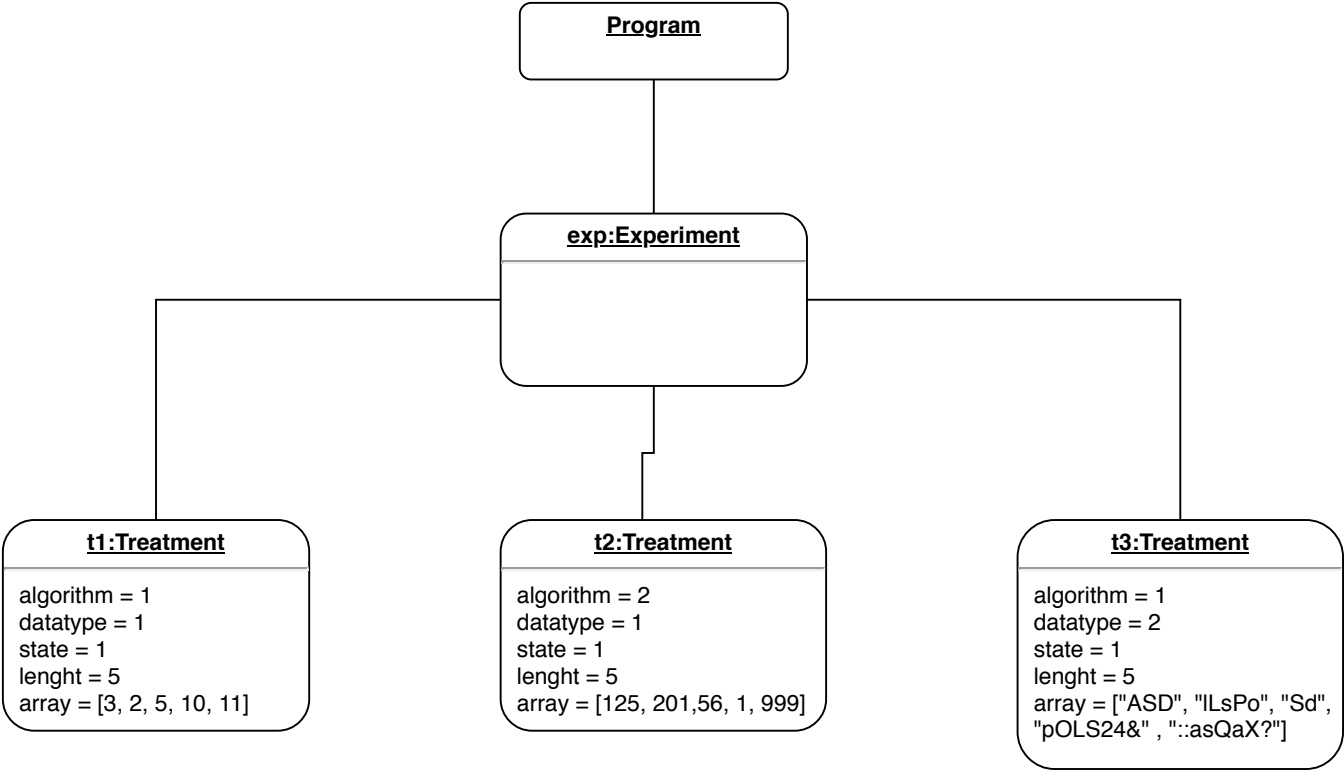 Program
exp:Experiment
t1:Treatment
algorithm = 1
datatype = 1
state = 1
lenght = 5
array = [3, 2, 5, 10, 11]
t2:Treatment
algorithm = 2
datatype = 1
state = 1
lenght = 5
array = [125, 201,56, 1, 999]
t3:Treatment
algorithm = 1
datatype = 2
state = 1
lenght = 5
array = ["ASD", "lLsPo", "Sd",
"pOLS24&" , "::asQaX?"]